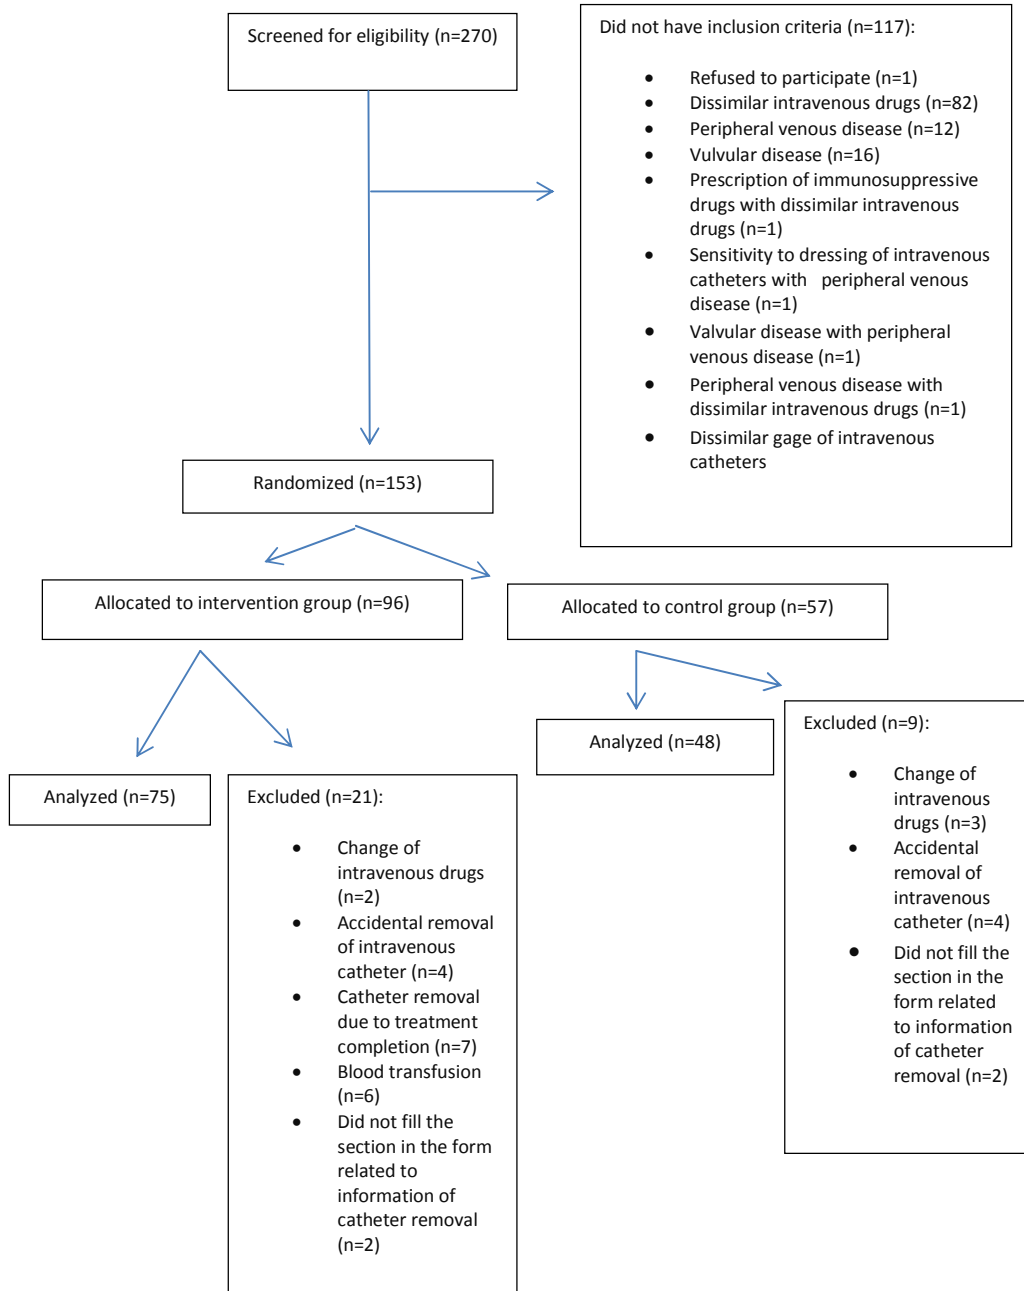 Screened for eligibility (n=270)
Did not have inclusion criteria (n=117):
• Refused to participate (n=1)
• Dissimilar intravenous drugs (n=82)
• Peripheral venous disease (n=12)
• Vulvular disease (n=16)
• Prescription of immunosuppressive
drugs with dissimilar intravenous
drugs (n=1)
• Sensitivity to dressing of intravenous
catheters with peripheral venous
disease (n=1)
• Valvular disease with peripheral
venous disease (n=1)
• Peripheral venous disease with
dissimilar intravenous drugs (n=1)
• Dissimilar gage of intravenous
catheters
Randomized (n=153)
Allocated to intervention group (n=96)
Allocated to control group (n=57)
Analyzed (n=75)
Excluded (n=21):
• Change of
intravenous drugs
(n=2)
• Accidental removal
of intravenous
catheter (n=4)
• Catheter removal
due to treatment
completion (n=7)
• Blood transfusion
(n=6)
• Did not fill the
section in the form
related to
information of
catheter removal
(n=2)
Analyzed (n=48)
Excluded (n=9):
• Change of
intravenous
drugs (n=3)
• Accidental
removal of
intravenous
catheter (n=4)
• Did not fill the
section in the
form related
to information
of catheter
removal (n=2)